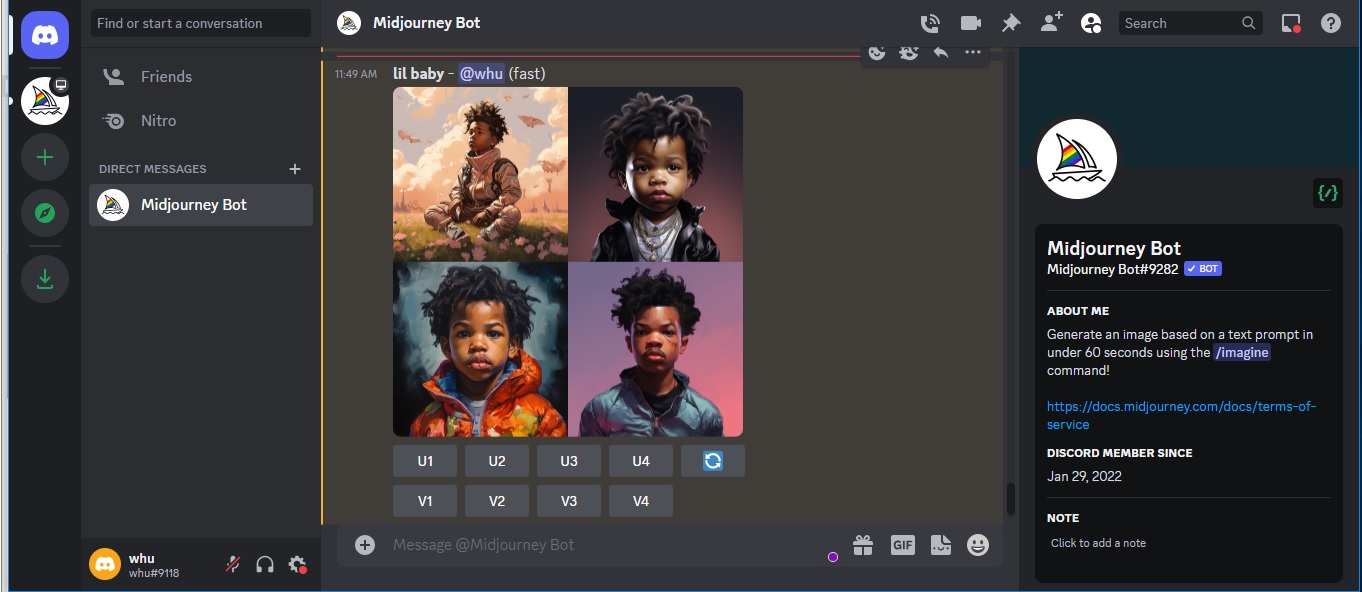 Find or start a conversation
Friends
Nitro
DIRECT MESSAGES
Midjourney Bot
whu
whu#9118
Midjourney Bot
Search
11:49 AM lil baby - @whu (fast)
U1 U2 U3 U4
V1 V2 V3 V4
Message @Midjourney Bot
GIF
Midjourney Bot
Midjourney Bot#9282 BOT
ABOUT ME
Generate an image based on a text prompt in
under 60 seconds using the /imagine
command!
https://docs.midjourney.com/docs/terms-of-
service
DISCORD MEMBER SINCE
Jan 29, 2022
NOTE
Click to add a note